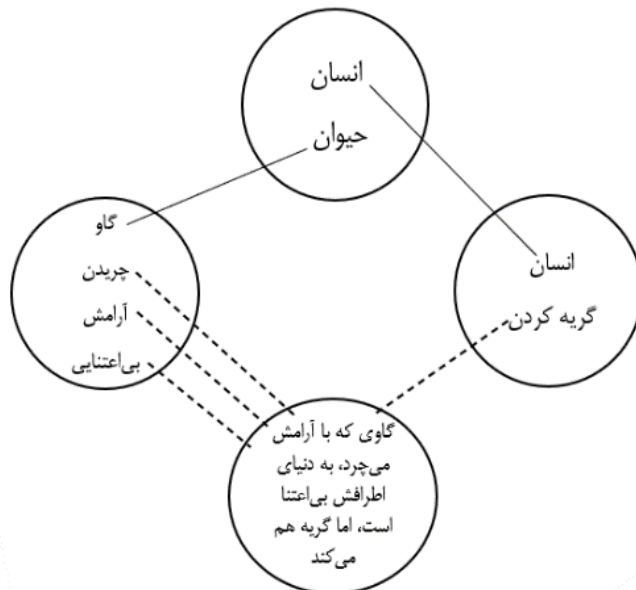 انسان
حیوان
انسان
گریه کردن
گاو
چریدن
آرامش
بی‌اعتنایی
گاوی که با آرامش
می‌چرد، به دنیای
اطرافش بی‌اعتنا
است، اما گریه هم
می‌کند